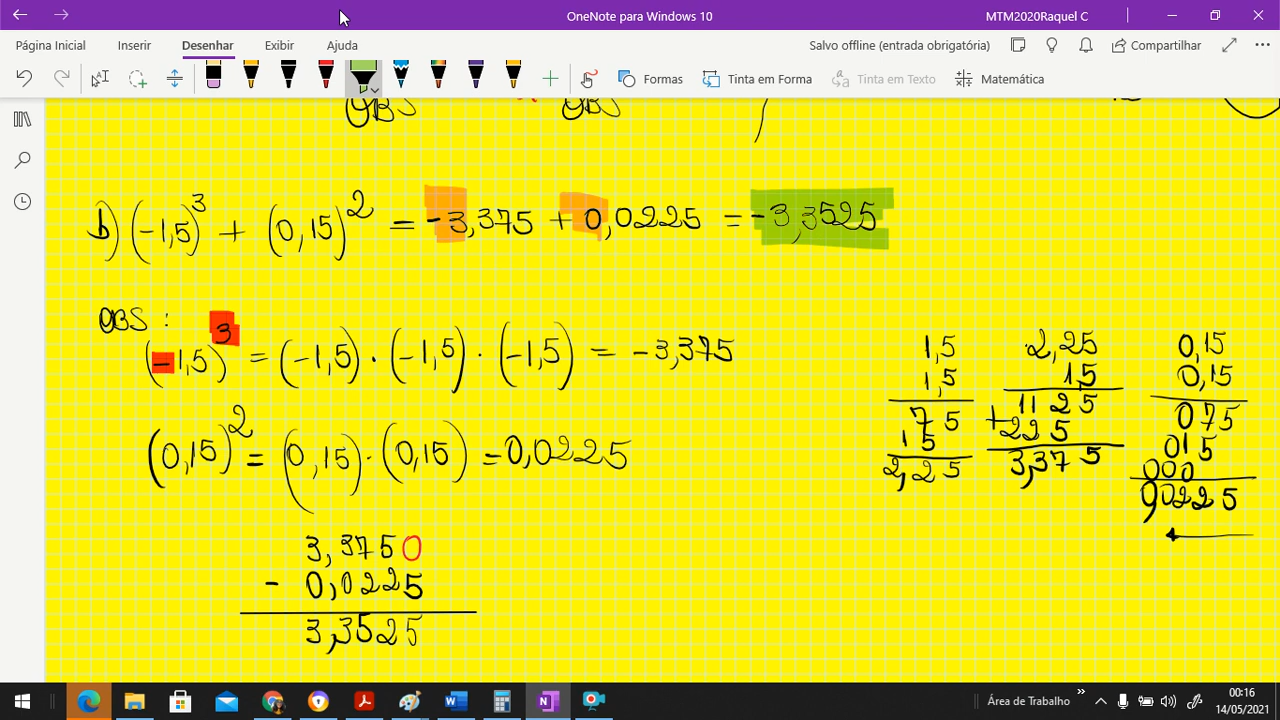 OneNote para Windows 10
MTM2020Raquel C
Página Inicial Inserir Desenhar Exibir Ajuda
Salvo offline (entrada obrigatória) Compartilhar
Formas Tinta em Forma Tinta em Texto Matemática
OBS OBS
b) (-1,5)³ + (0,15)² = -3,375 + 0,0225 = -3,3525
OBS :
(-1,5)³ = (-1,5) · (-1,5) · (-1,5) = -3,375
(0,15)² = (0,15) · (0,15) = 0,0225
3,3750
- 0,0225
3,3525
1,5
1,5
75
15
2,25
2,25
1,5
1125
+225
3,375
0,15
0,15
075
015
000
0,0225
Área de Trabalho
00:16
14/05/2021